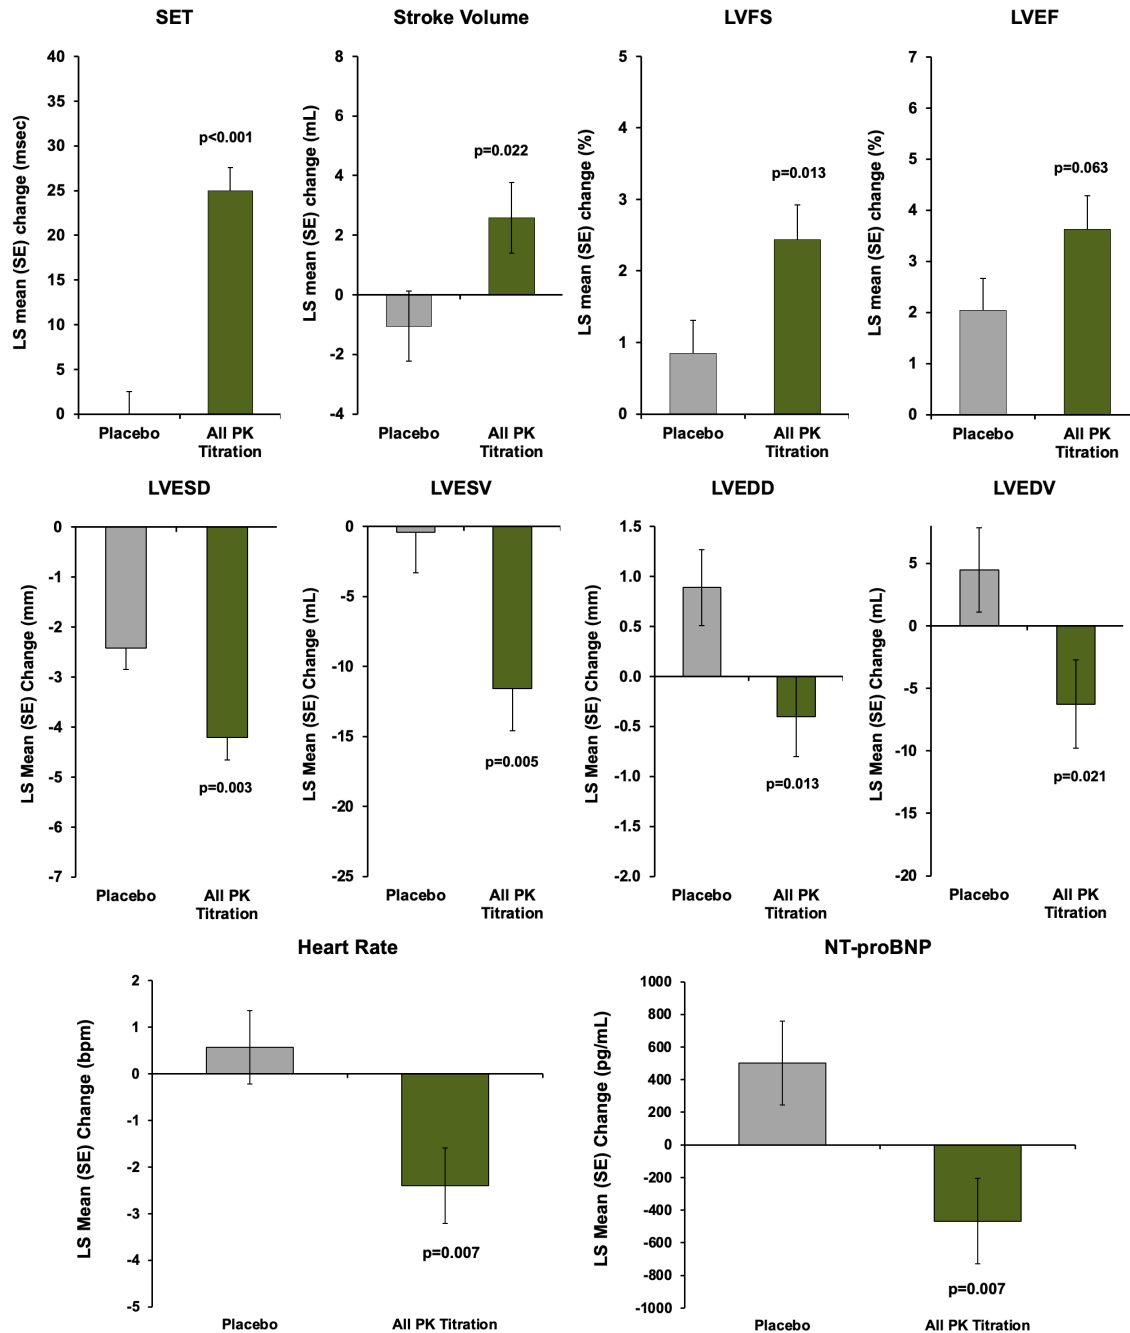 SET
Stroke Volume
LVFS
LVEF
LS mean (SE) change (msec)
40
35
30
25
20
15
10
5
0
p<0.001
Placebo
All PK
Titration
LS mean (SE) change (mL)
8
6
4
2
0
-2
-4
p=0.022
Placebo
All PK
Titration
LS mean (SE) change (%)
5
4
3
2
1
0
p=0.013
Placebo
All PK
Titration
LS mean (SE) change (%)
7
6
5
4
3
2
1
0
p=0.063
Placebo
All PK
Titration
LVESD
LVESV
LVEDD
LVEDV
LS Mean (SE) Change (mm)
0
-1
-2
-3
-4
-5
-6
-7
p=0.003
Placebo
All PK
Titration
LS Mean (SE) Change (mL)
0
-5
-10
-15
-20
-25
p=0.005
Placebo
All PK
Titration
LS Mean (SE) Change (mm)
1.5
1.0
0.5
0.0
-0.5
-1.0
-1.5
-2.0
p=0.013
Placebo
All PK
Titration
LS Mean (SE) Change (mL)
5
0
-5
-10
-15
-20
p=0.021
Placebo
All PK
Titration
Heart Rate
NT-proBNP
LS Mean (SE) Change (bpm)
2
1
0
-1
-2
-3
-4
-5
p=0.007
Placebo
All PK Titration
LS Mean (SE) Change (pg/mL)
1000
800
600
400
200
0
-200
-400
-600
-800
-1000
p=0.007
Placebo
All PK Titration